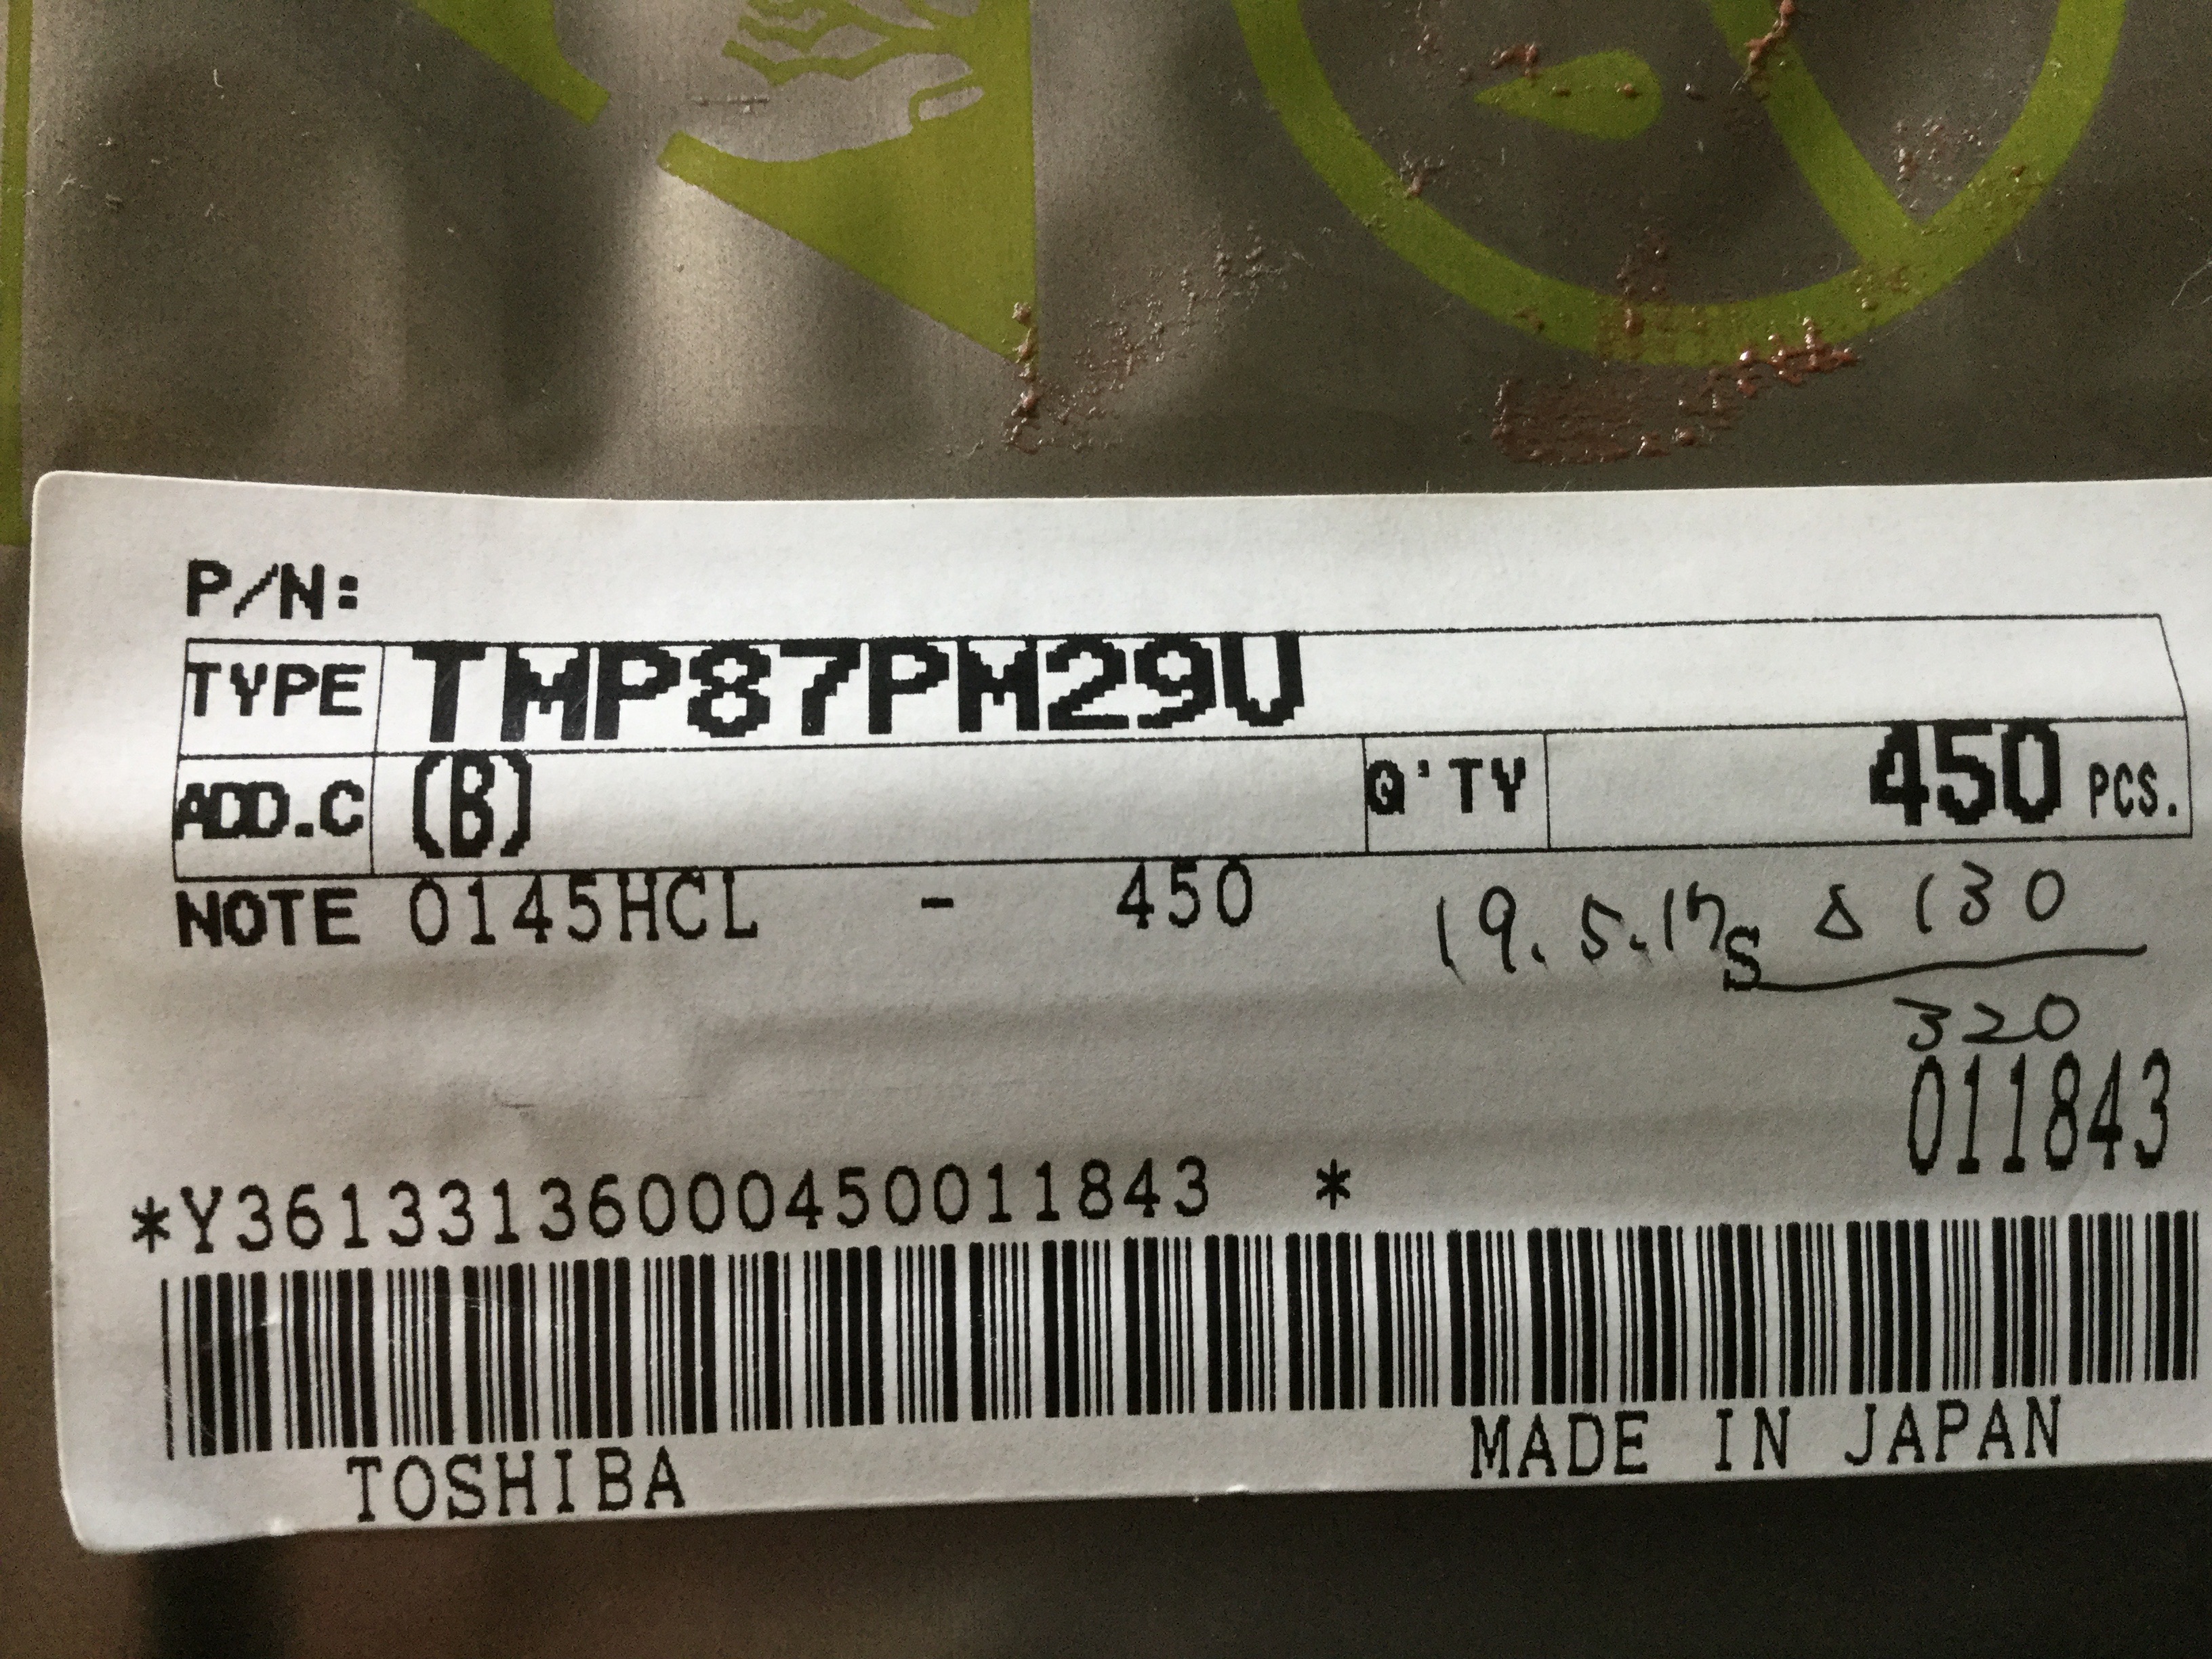 P/N:
TYPE TMP87PM29U
ADD.C (B) Q'TY 450 PCS.
NOTE 0145HCL - 450 19.5.17 S Δ 130
320
011843
*Y36133136000450011843 *
TOSHIBA MADE IN JAPAN